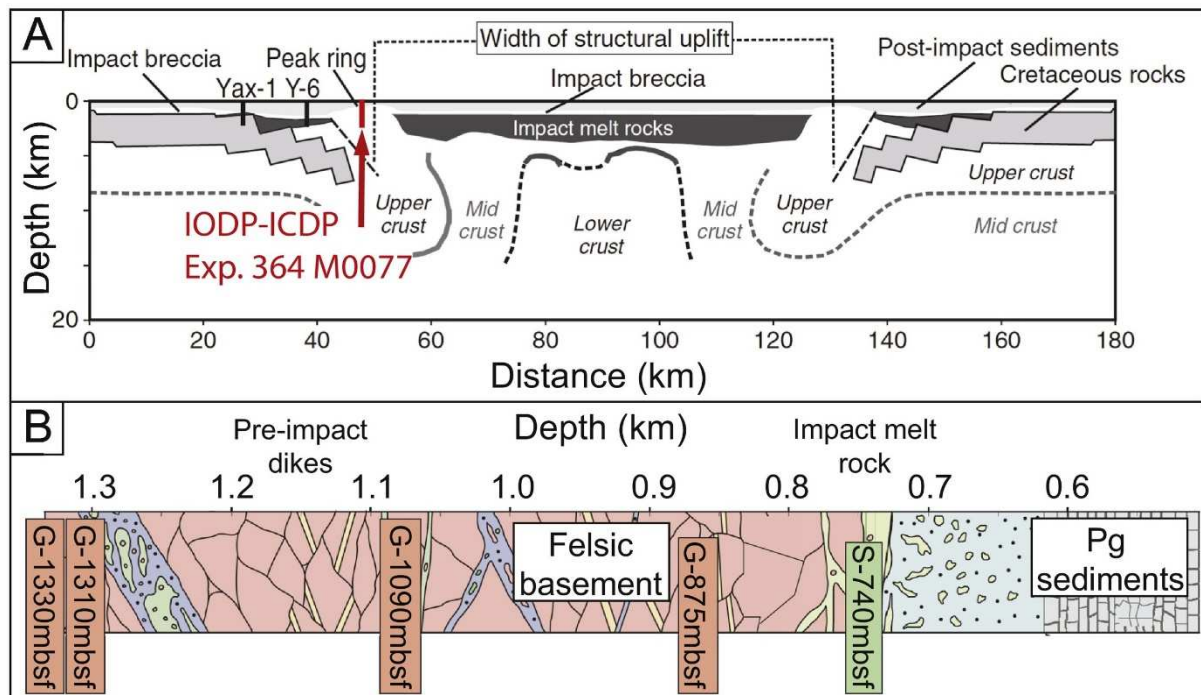 A
Impact breccia
Yax-1
Y-6
Peak ring
Width of structural uplift
Impact breccia
Post-impact sediments
Cretaceous rocks
Impact melt rocks
0
20
Depth (km)
Upper crust
Mid crust
Lower crust
Mid crust
Upper crust
Upper crust
Mid crust
IODP-ICDP
Exp. 364 M0077
0 20 40 60 80 100 120 140 160 180
Distance (km)
B
Depth (km)
Pre-impact
dikes
Impact melt
rock
1.3 1.2 1.1 1.0 0.9 0.8 0.7 0.6
G-1330mbsf
G-1310mbsf
G-1090mbsf
Felsic
basement
G-875mbsf
S-740mbsf
Pg
sediments